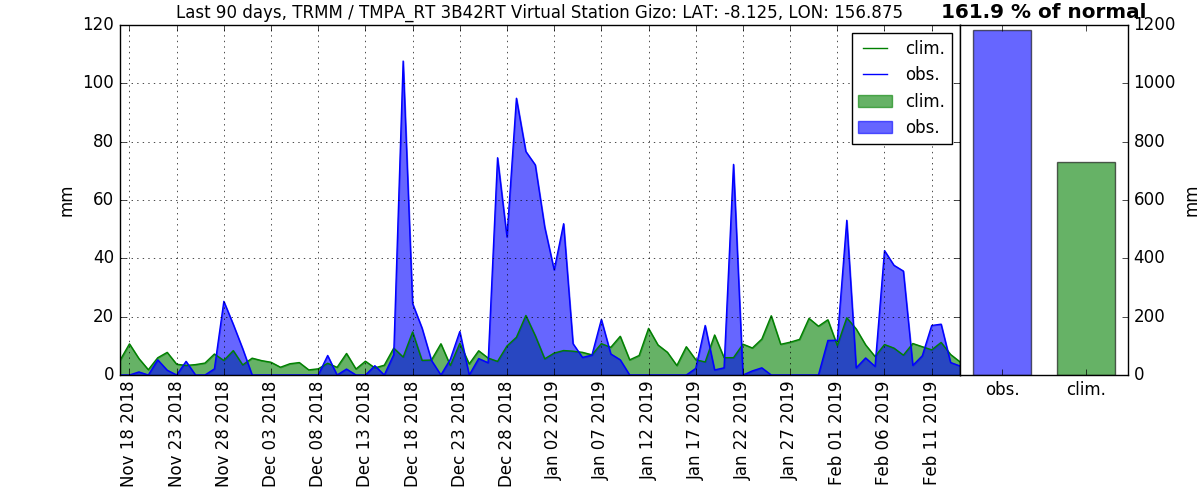 Last 90 days, TRMM / TMPA_RT 3B42RT Virtual Station Gizo: LAT: -8.125, LON: 156.875
161.9 % of normal
120
100
80
60
40
20
0
mm
clim.
obs.
clim.
obs.
Nov 18 2018
Nov 23 2018
Nov 28 2018
Dec 03 2018
Dec 08 2018
Dec 13 2018
Dec 18 2018
Dec 23 2018
Dec 28 2018
Jan 02 2019
Jan 07 2019
Jan 12 2019
Jan 17 2019
Jan 22 2019
Jan 27 2019
Feb 01 2019
Feb 06 2019
Feb 11 2019
1200
1000
800
600
400
200
0
mm
obs.
clim.